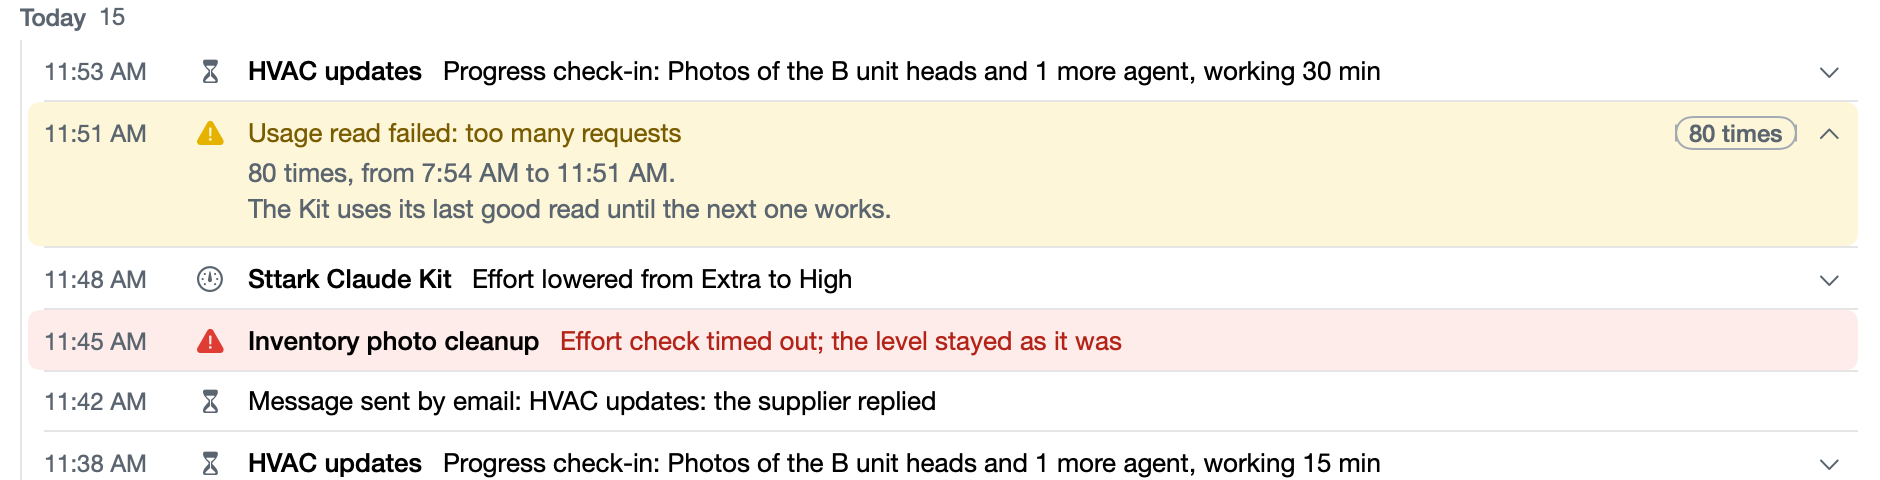 Today 15
11:53 AM HVAC updates Progress check-in: Photos of the B unit heads and 1 more agent, working 30 min
11:51 AM Usage read failed: too many requests 80 times
80 times, from 7:54 AM to 11:51 AM.
The Kit uses its last good read until the next one works.
11:48 AM Sttark Claude Kit Effort lowered from Extra to High
11:45 AM Inventory photo cleanup Effort check timed out; the level stayed as it was
11:42 AM Message sent by email: HVAC updates: the supplier replied
11:38 AM HVAC updates Progress check-in: Photos of the B unit heads and 1 more agent, working 15 min